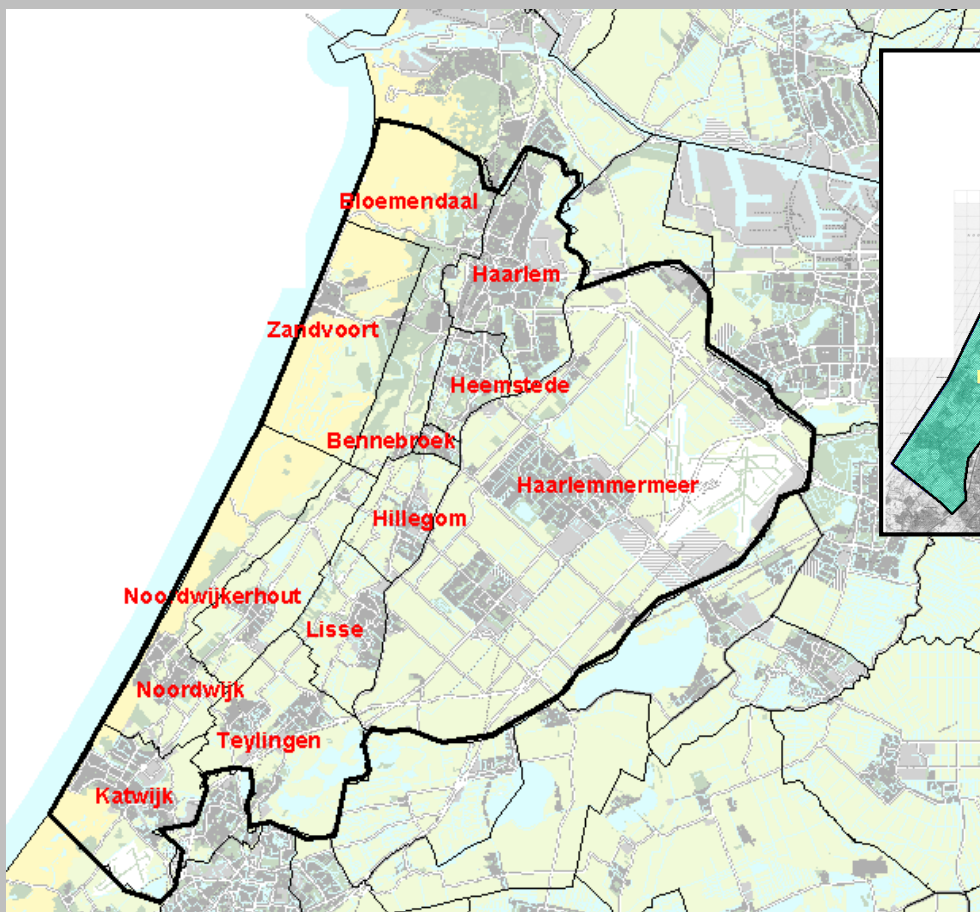 Bloemendaal
Haarlem
Zandvoort
Heemstede
Bennebroek
Haarlemmermeer
Hillegom
Noordwijkerhout
Lisse
Noordwijk
Teylingen
Katwijk